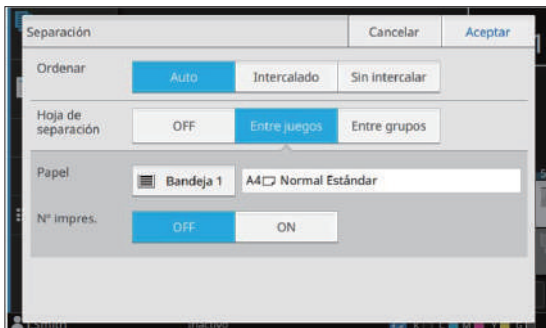 Separación
Cancelar
Aceptar
Ordenar
Auto
Intercalado
Sin intercalar
Hoja de
separación
OFF
Entre juegos
Entre grupos
Papel
Bandeja 1
A4 Normal Estándar
Nº impres.
OFF
ON